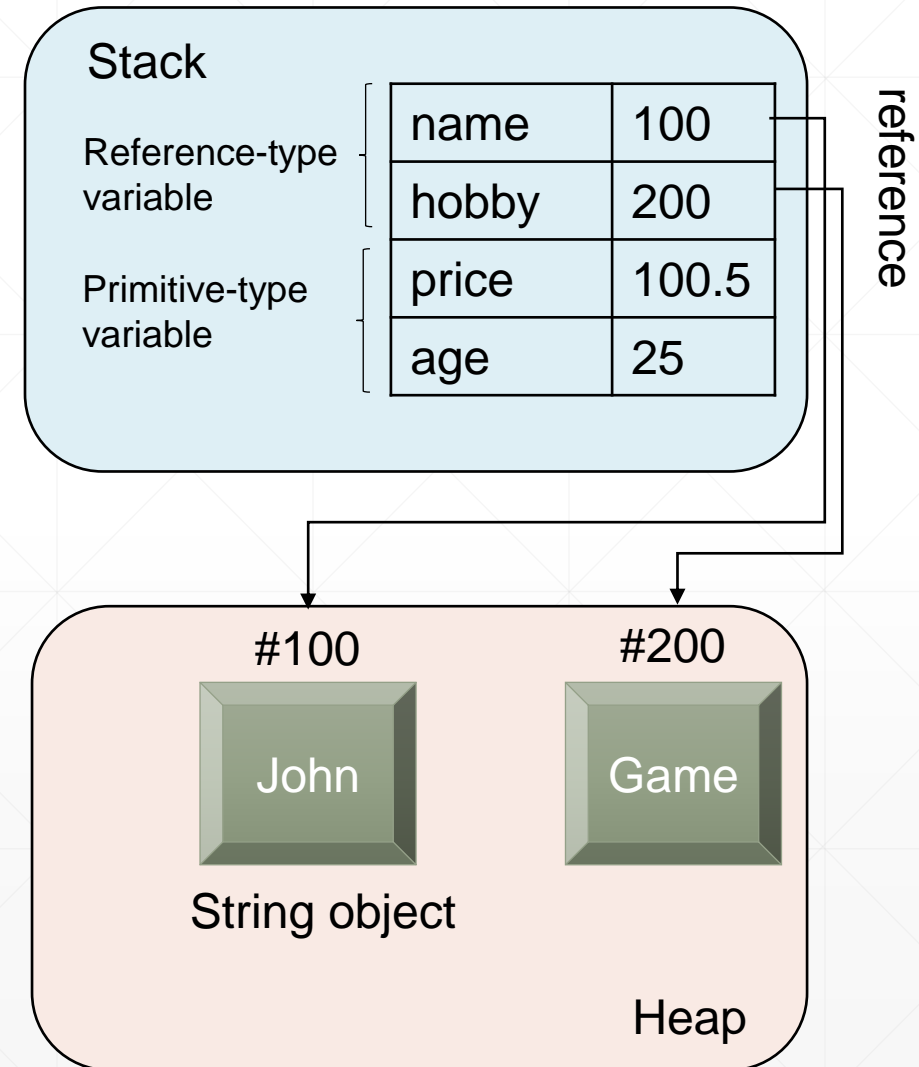 Stack
Reference-type
variable
name 100
hobby 200
Primitive-type
variable
price 100.5
age 25
reference
#100 #200
John Game
String object
Heap